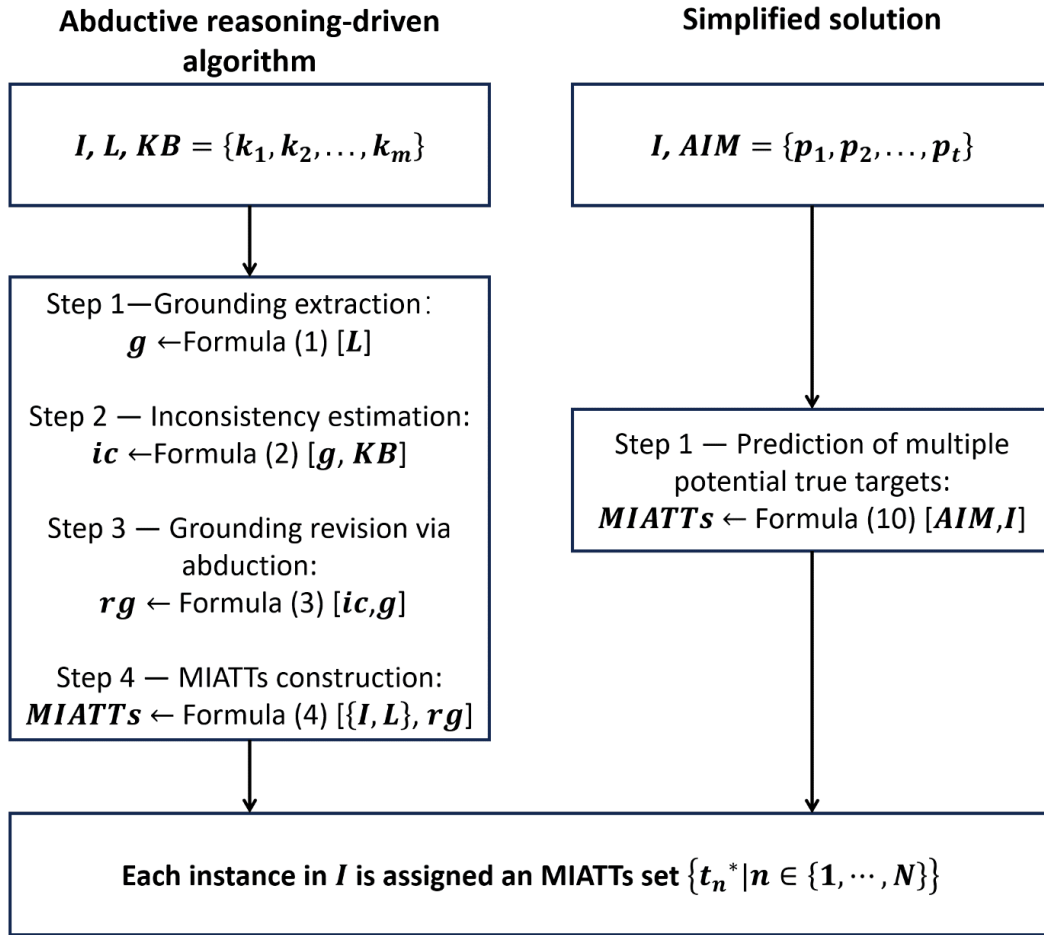 Abductive reasoning-driven
algorithm
I, L, KB = {k₁, k₂, . . . , kₘ}
Step 1—Grounding extraction：
g ←Formula (1) [L]
Step 2 — Inconsistency estimation:
ic ←Formula (2) [g, KB]
Step 3 — Grounding revision via
abduction:
rg ← Formula (3) [ic,g]
Step 4 — MIATTs construction:
MIATTs ← Formula (4) [{I, L}, rg]
Simplified solution
I, AIM = {p₁, p₂, . . . , pₜ}
Step 1 — Prediction of multiple
potential true targets:
MIATTs ← Formula (10) [AIM,I]
Each instance in I is assigned an MIATTs set {tₙ*|n ∈ {1, ⋯, N}}